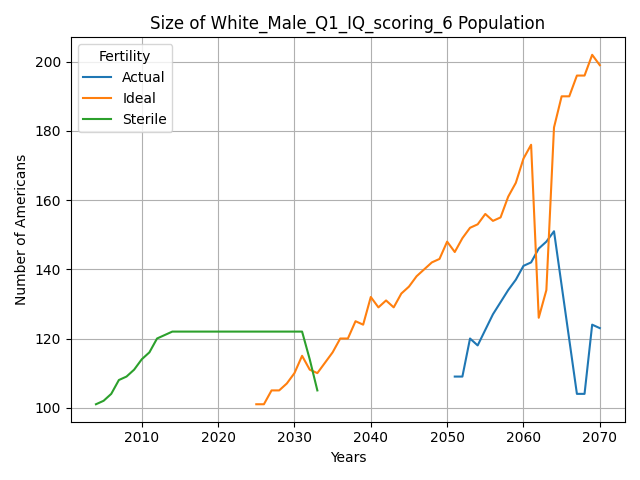 Size of White_Male_Q1_IQ_scoring_6 Population
Fertility
Actual
Ideal
Sterile
Number of Americans
200
180
160
140
120
100
2010 2020 2030 2040 2050 2060 2070
Years